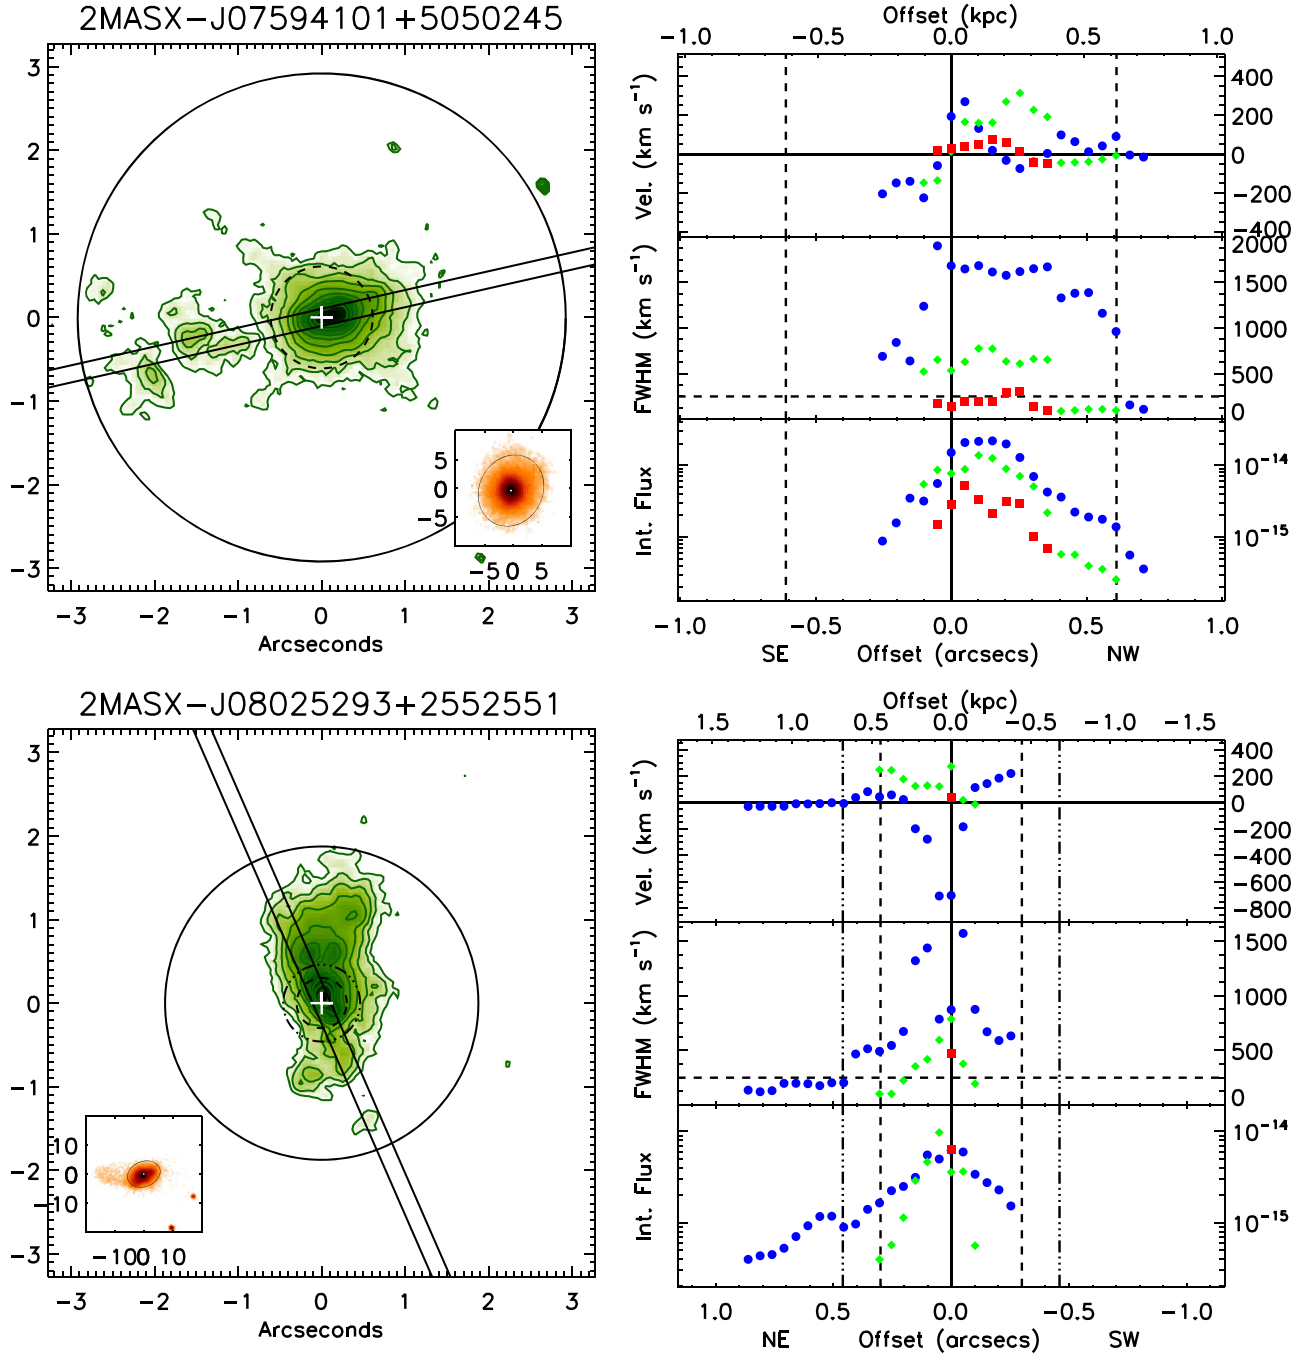 2MASX−J07594101+5050245
3
2
1
0
−1
−2
−3
−3 −2 −1 0 1 2 3
Arcseconds
5
0
−5
−5 0 5
Offset (kpc)
−1.0 −0.5 0.0 0.5 1.0
Vel. (km s⁻¹)
400
200
0
−200
−400
FWHM (km s⁻¹)
2000
1500
1000
500
0
Int. Flux
10⁻¹⁴
10⁻¹⁵
−1.0 −0.5 0.0 0.5 1.0
SE Offset (arcsecs) NW
2MASX−J08025293+2552551
3
2
1
0
−1
−2
−3
−3 −2 −1 0 1 2 3
Arcseconds
10
0
−10
−10 0 10
Offset (kpc)
1.5 1.0 0.5 0.0 −0.5 −1.0 −1.5
Vel. (km s⁻¹)
400
200
0
−200
−400
−600
−800
FWHM (km s⁻¹)
1500
1000
500
0
Int. Flux
10⁻¹⁴
10⁻¹⁵
1.0 0.5 0.0 −0.5 −1.0
NE Offset (arcsecs) SW